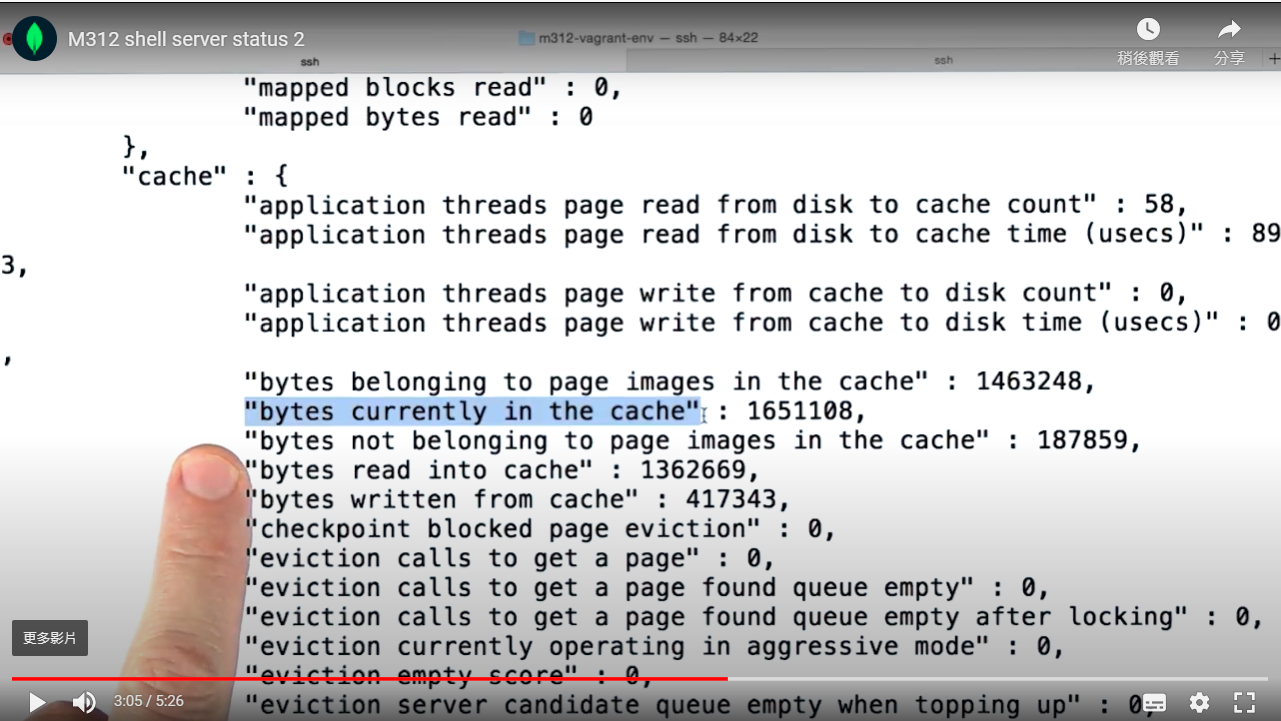 M312 shell server status 2
m312-vagrant-env — ssh — 84×22
稍後觀看
分享
ssh
ssh
+
"mapped blocks read" : 0,
"mapped bytes read" : 0
},
"cache" : {
"application threads page read from disk to cache count" : 58,
"application threads page read from disk to cache time (usecs)" : 89
3,
"application threads page write from cache to disk count" : 0,
"application threads page write from cache to disk time (usecs)" : 0
,
"bytes belonging to page images in the cache" : 1463248,
"bytes currently in the cache" : 1651108,
"bytes not belonging to page images in the cache" : 187859,
"bytes read into cache" : 1362669,
"bytes written from cache" : 417343,
"checkpoint blocked page eviction" : 0,
"eviction calls to get a page" : 0,
"eviction calls to get a page found queue empty" : 0,
"eviction calls to get a page found queue empty after locking" : 0,
"eviction currently operating in aggressive mode" : 0,
更多影片
"eviction empty score" : 0,
"eviction server candidate queue empty when topping up" : 0,
3:05 / 5:26